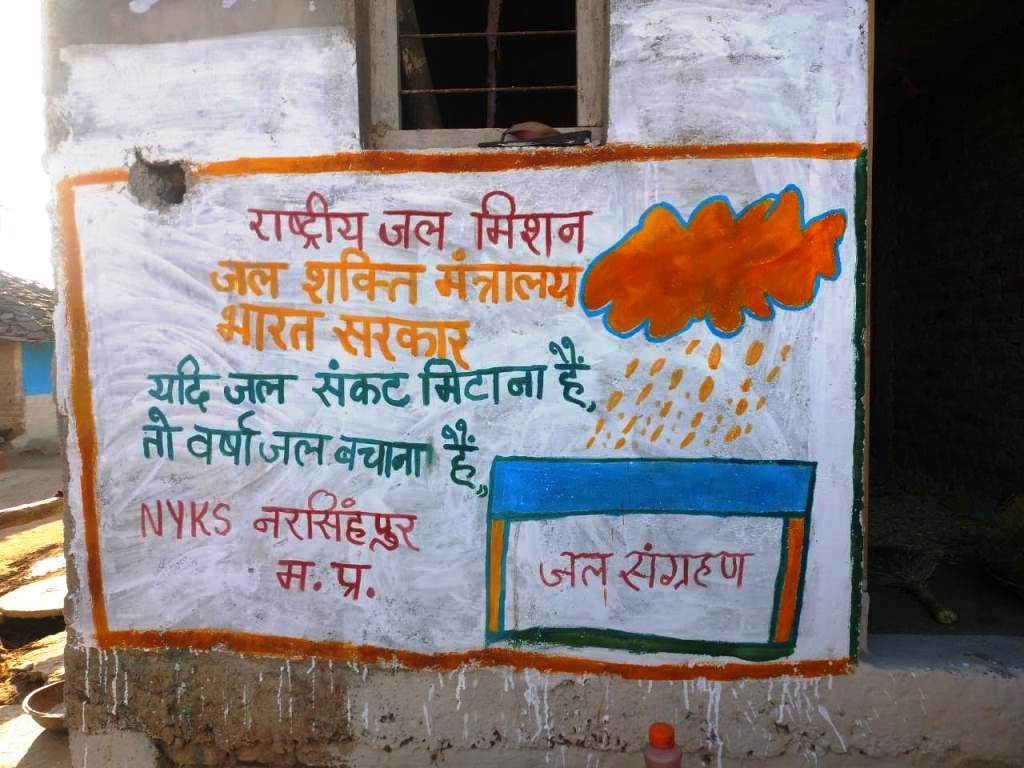 राष्ट्रीय जल मिशन
जल शक्ति मंत्रालय
भारत सरकार
यदि जल संकट मिटाना हैं,
तो वर्षा जल बचाना हैं,,
NYKS नरसिंहपुर
म. प्र.
जल संग्रहण